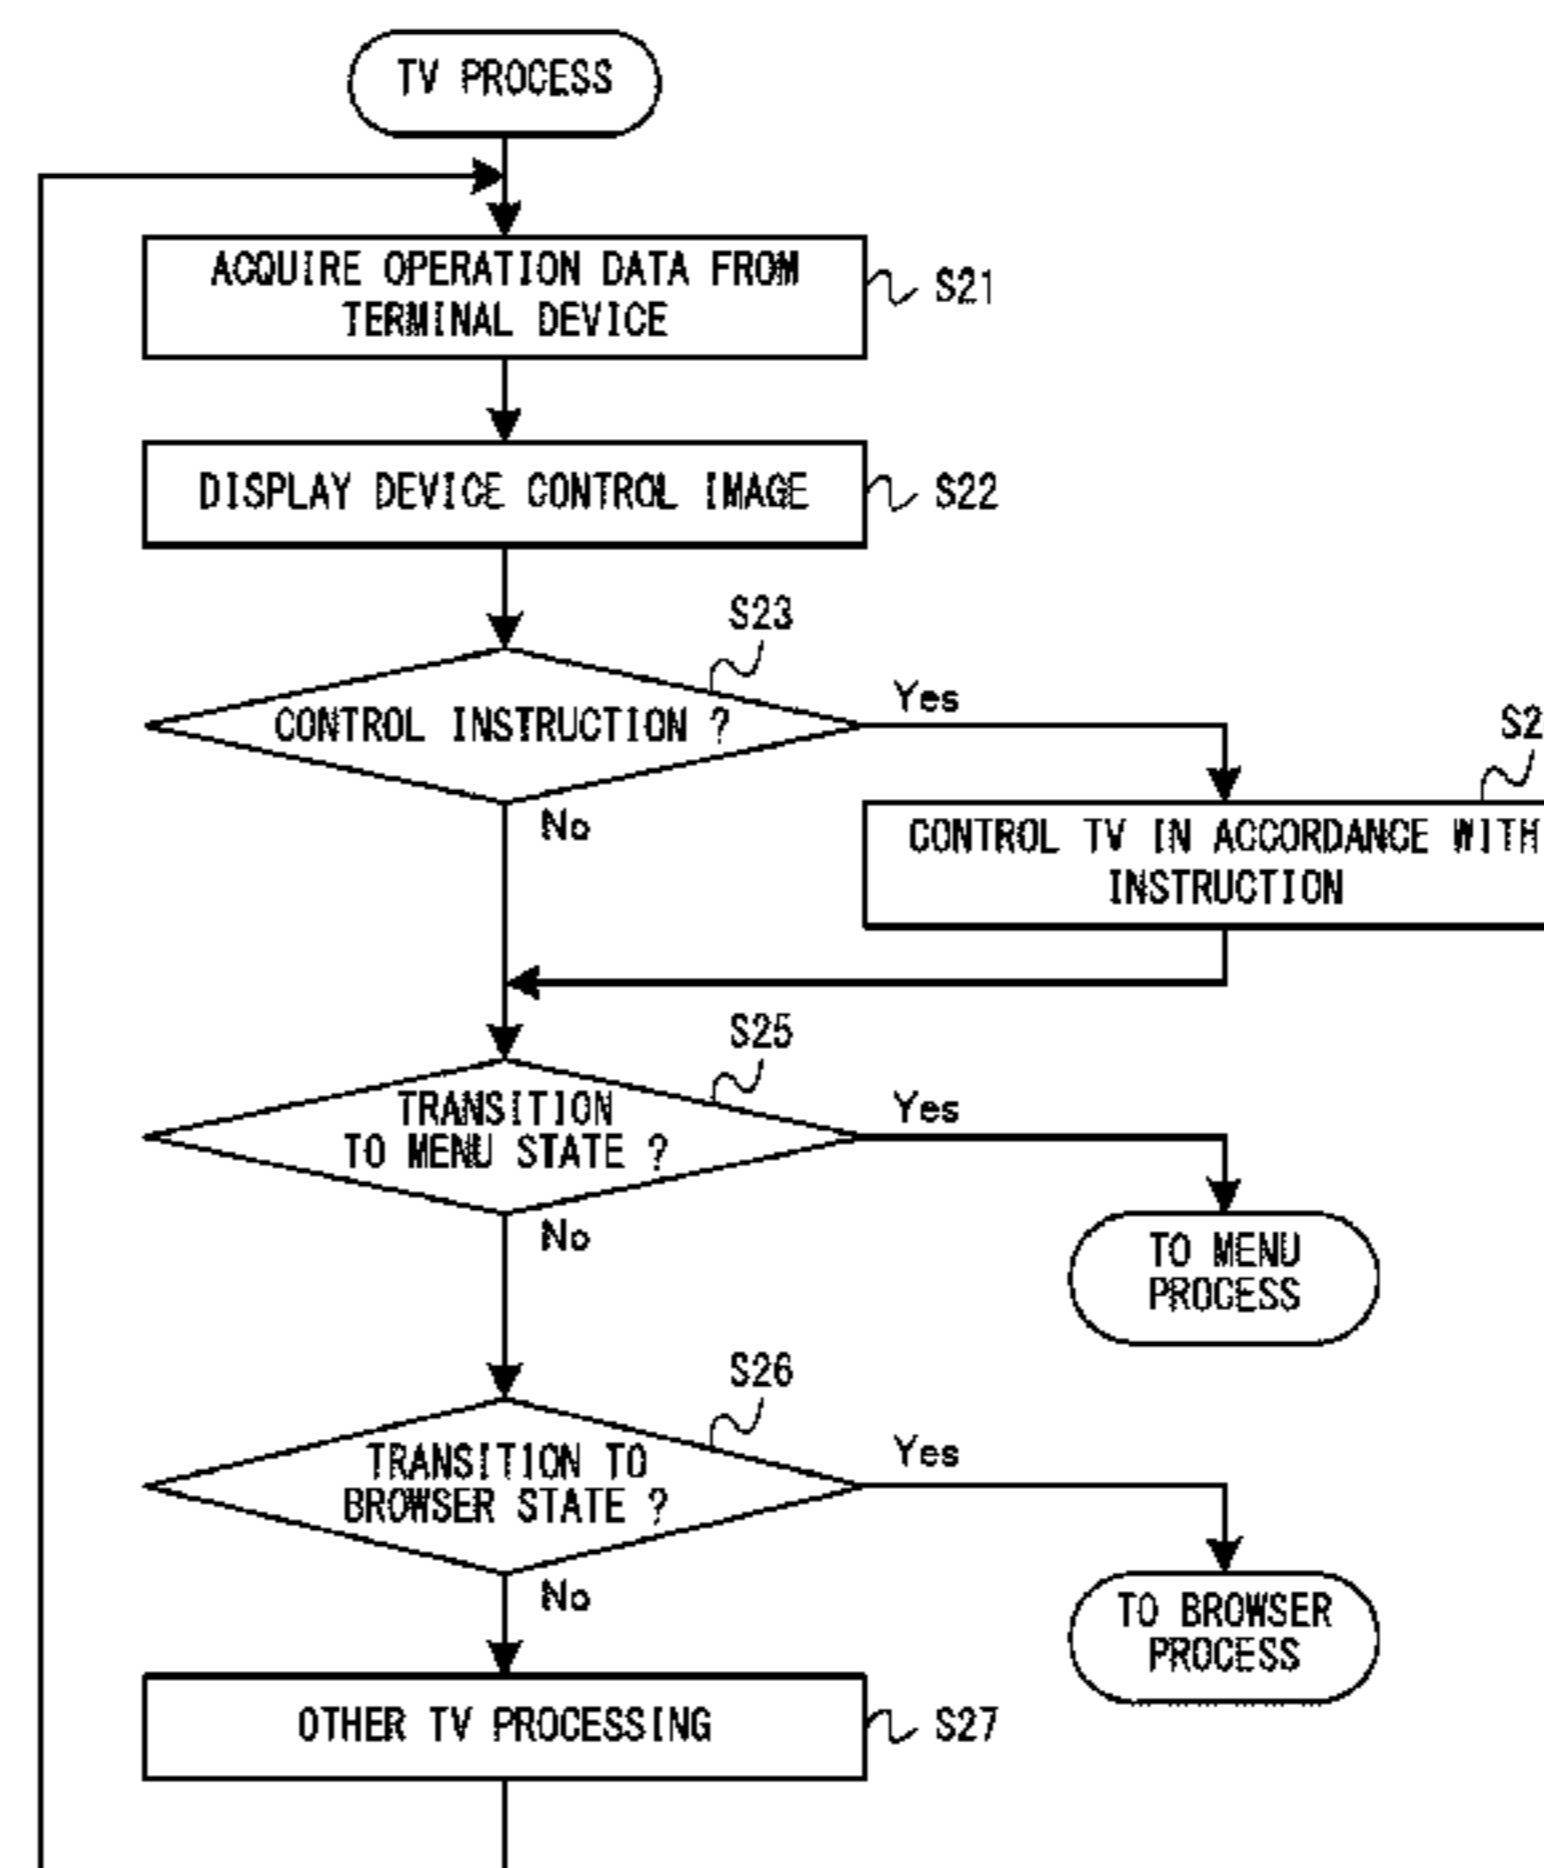 TV PROCESS
ACQUIRE OPERATION DATA FROM
TERMINAL DEVICE
S21
DISPLAY DEVICE CONTROL IMAGE
S22
S23
CONTROL INSTRUCTION ?
Yes
No
S2
CONTROL TV IN ACCORDANCE WITH
INSTRUCTION
S25
TRANSITION
TO MENU STATE ?
Yes
No
TO MENU
PROCESS
S26
TRANSITION TO
BROWSER STATE ?
Yes
No
TO BROWSER
PROCESS
OTHER TV PROCESSING
S27